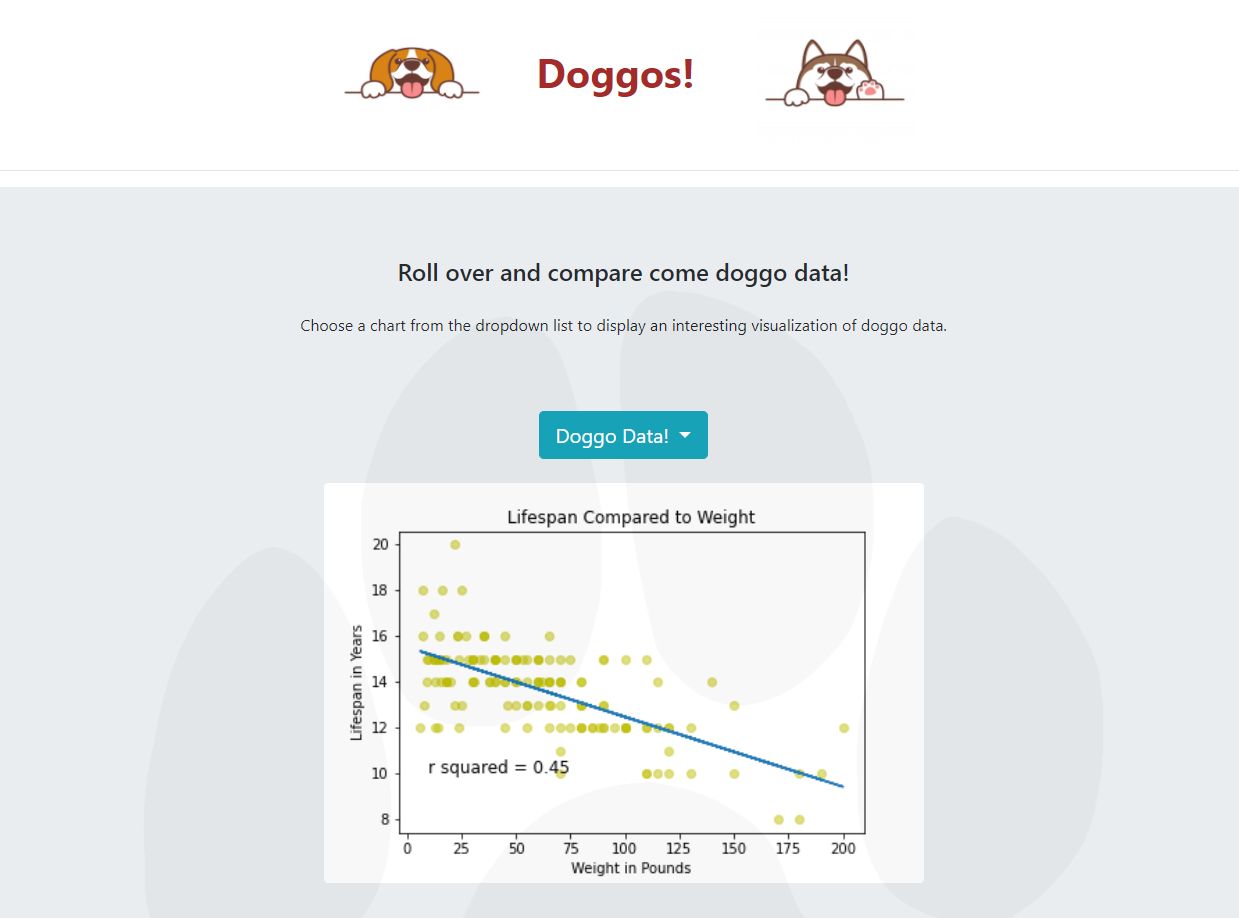 Doggos!
Roll over and compare come doggo data!
Choose a chart from the dropdown list to display an interesting visualization of doggo data.
Doggo Data!
Lifespan Compared to Weight
20
18
16
14
12
10
8
Lifespan in Years
r squared = 0.45
0 25 50 75 100 125 150 175 200
Weight in Pounds